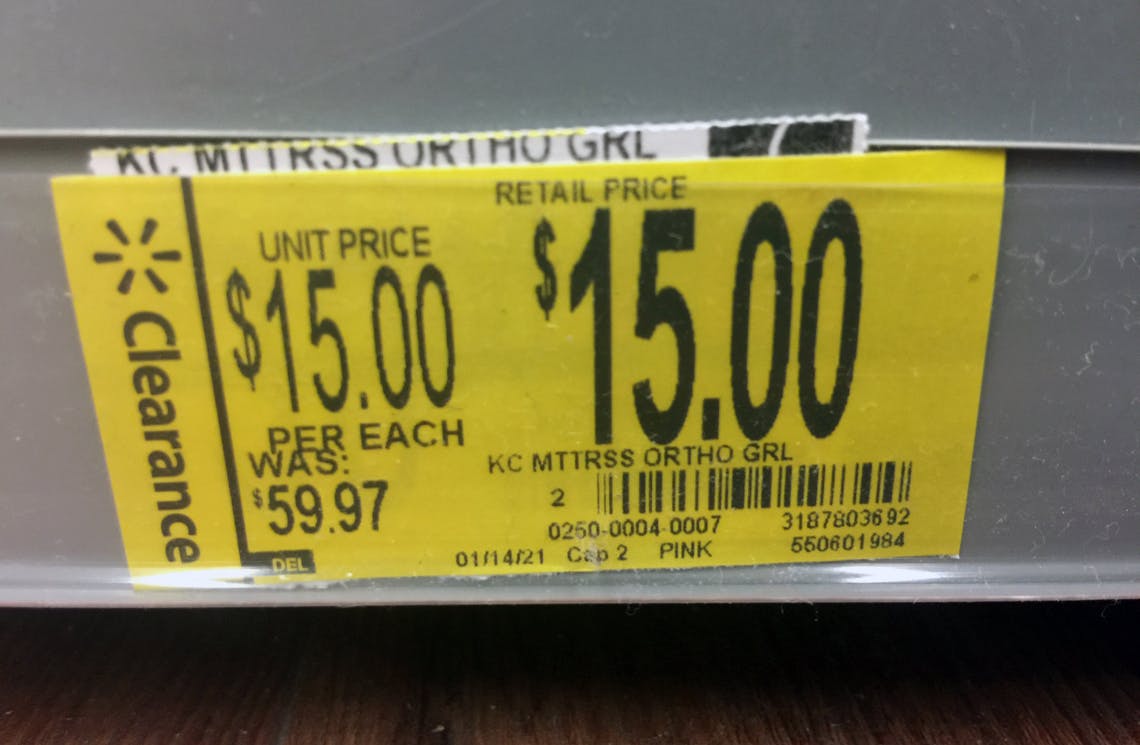 KC MTTRSS ORTHO GRL
Clearance
UNIT PRICE
$15.00
PER EACH
WAS:
$59.97
DEL
RETAIL PRICE
$15.00
KC MTTRSS ORTHO GRL
2
0250-0004-0007 3187803692
01/14/21 Cap 2 PINK 550601984